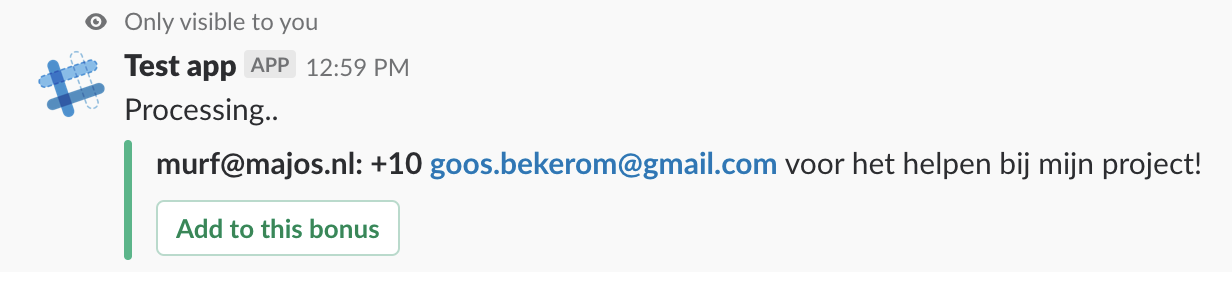 Only visible to you
Test app APP 12:59 PM
Processing..
murf@majos.nl: +10 goos.bekerom@gmail.com voor het helpen bij mijn project!
Add to this bonus